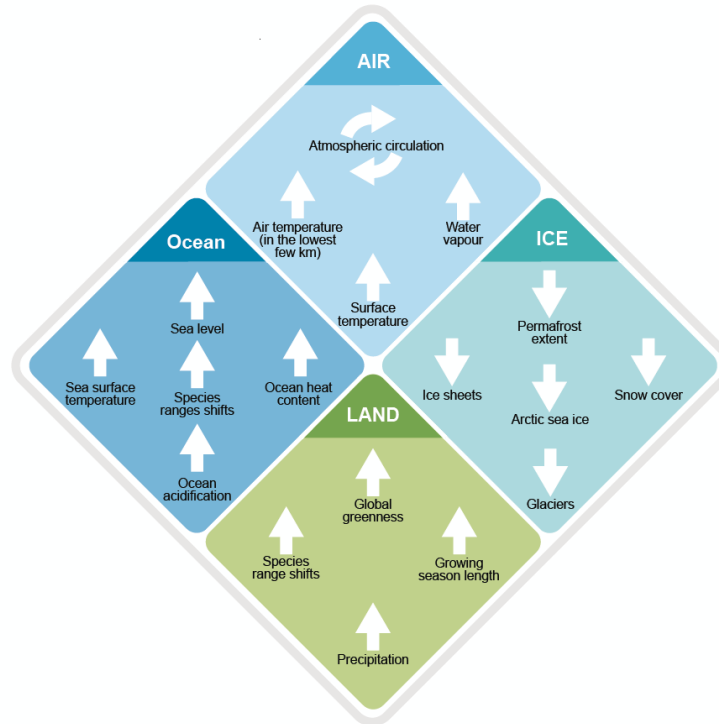 AIR
Atmospheric circulation
Air temperature
(in the lowest
few km)
Water
vapour
Surface
temperature
Ocean
Sea level
Sea surface
temperature
Species
ranges shifts
Ocean heat
content
Ocean
acidification
ICE
Permafrost
extent
Ice sheets
Snow cover
Arctic sea ice
Glaciers
LAND
Global
greenness
Species
range shifts
Growing
season length
Precipitation